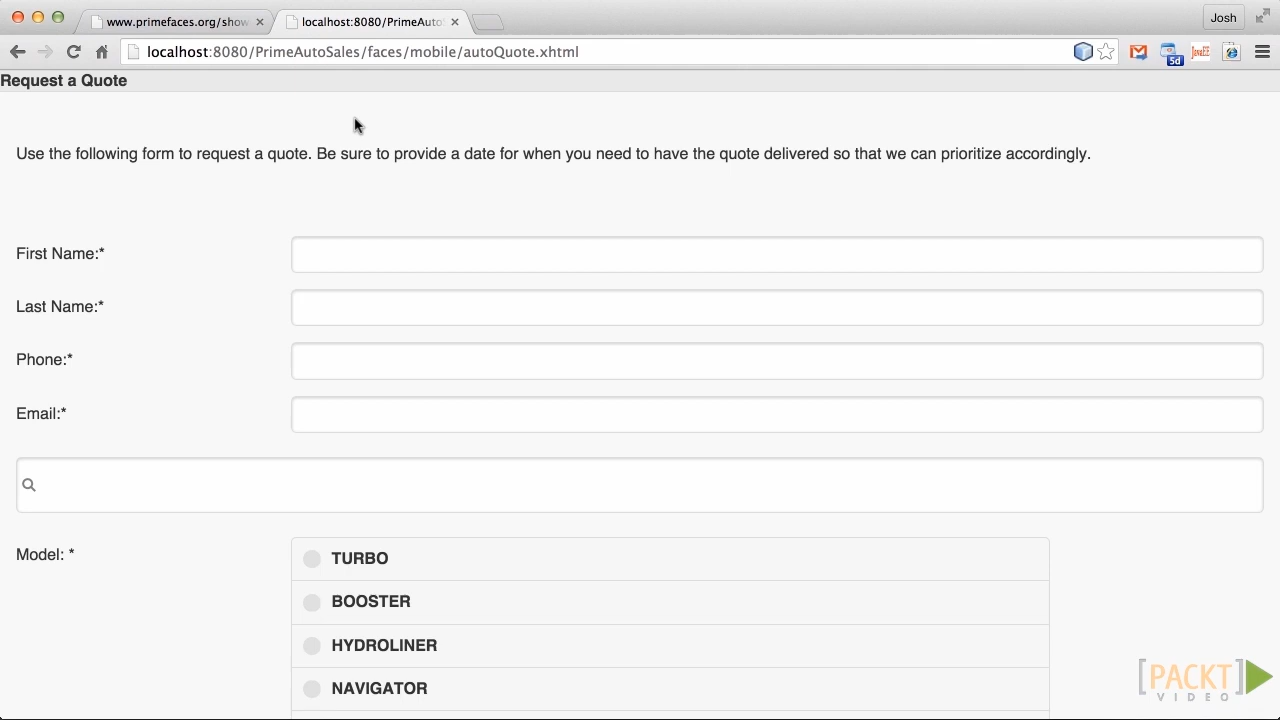 www.primefaces.org/show
localhost:8080/PrimeAuto
Josh
localhost:8080/PrimeAutoSales/faces/mobile/autoQuote.xhtml
5d
Request a Quote
Use the following form to request a quote. Be sure to provide a date for when you need to have the quote delivered so that we can prioritize accordingly.
First Name:*
Last Name:*
Phone:*
Email:*
Model: *
TURBO
BOOSTER
HYDROLINER
NAVIGATOR
[PACKT]
VIDEO